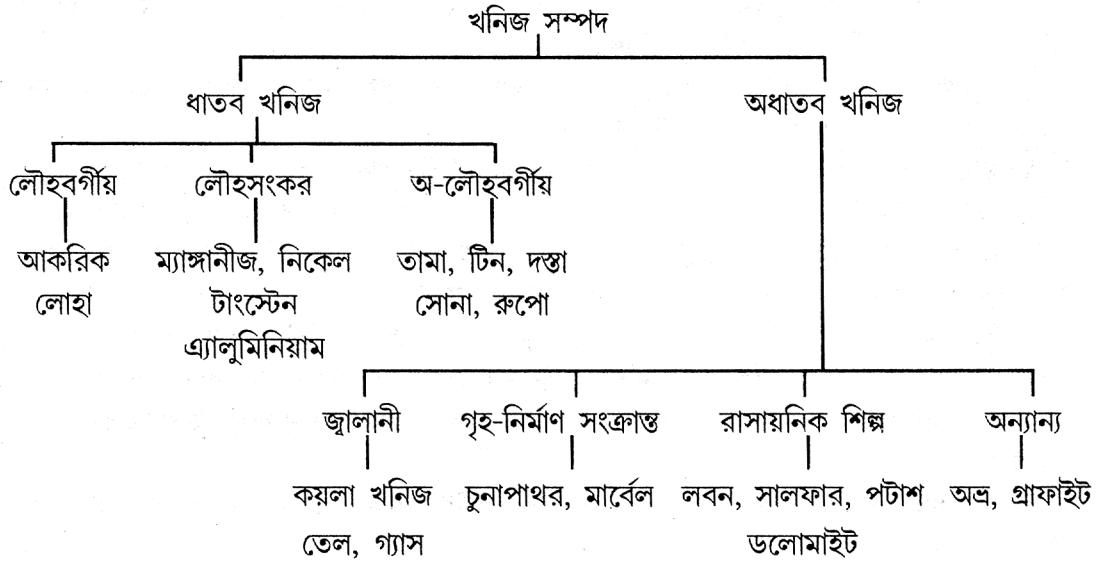 খনিজ সম্পদ
ধাতব খনিজ
অধাতব খনিজ
লৌহবর্গীয়
লৌহসংকর
অ-লৌহবর্গীয়
আকরিক
লোহা
ম্যাঙ্গানীজ, নিকেল
টাংস্টেন
এ্যালুমিনিয়াম
তামা, টিন, দস্তা
সোনা, রুপো
জ্বালানী
গৃহ-নির্মাণ সংক্রান্ত
রাসায়নিক শিল্প
অন্যান্য
কয়লা খনিজ
তেল, গ্যাস
চুনাপাথর, মার্বেল
লবন, সালফার, পটাশ
ডলোমাইট
অভ্র, গ্রাফাইট